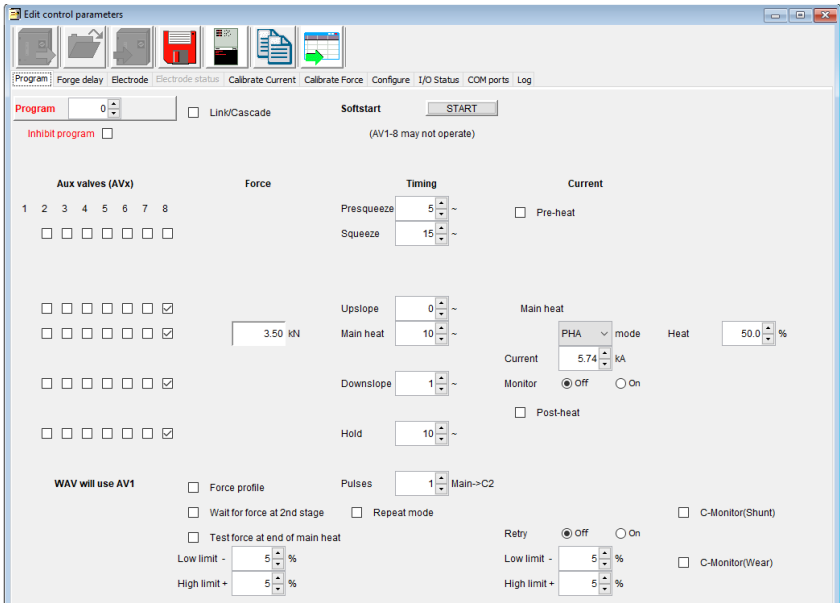 Edit control parameters
Program Forge delay Electrode Electrode status Calibrate Current Calibrate Force Configure I/O Status COM ports Log
Program 0 Link/Cascade Softstart START
Inhibit program (AV1-8 may not operate)
Aux valves (AVx) Force Timing Current
1 2 3 4 5 6 7 8 Presqueeze 5 ~ Pre-heat
Squeeze 15 ~
Upslope 0 ~ Main heat
3.50 kN Main heat 10 ~ PHA mode Heat 50.0 %
Current 5.74 kA
Downslope 1 ~ Monitor Off On
Post-heat
Hold 10 ~
WAV will use AV1 Force profile Pulses 1 Main->C2
Wait for force at 2nd stage Repeat mode C-Monitor(Shunt)
Test force at end of main heat Retry Off On
Low limit - 5 % Low limit - 5 % C-Monitor(Wear)
High limit + 5 % High limit + 5 %